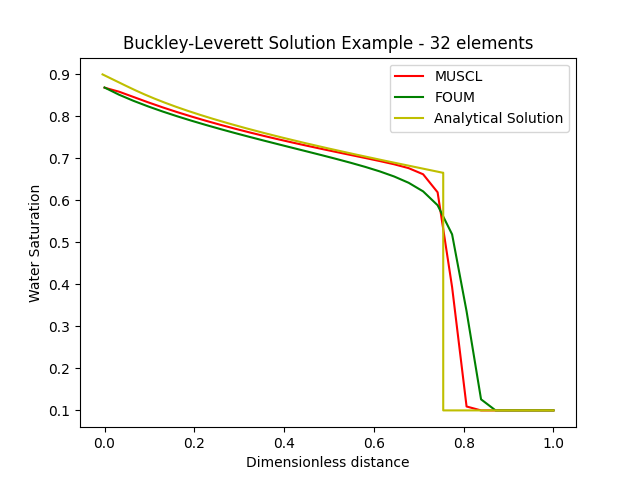 Buckley-Leverett Solution Example - 32 elements
MUSCL
FOUM
Analytical Solution
Water Saturation
0.9
0.8
0.7
0.6
0.5
0.4
0.3
0.2
0.1
0.0 0.2 0.4 0.6 0.8 1.0
Dimensionless distance